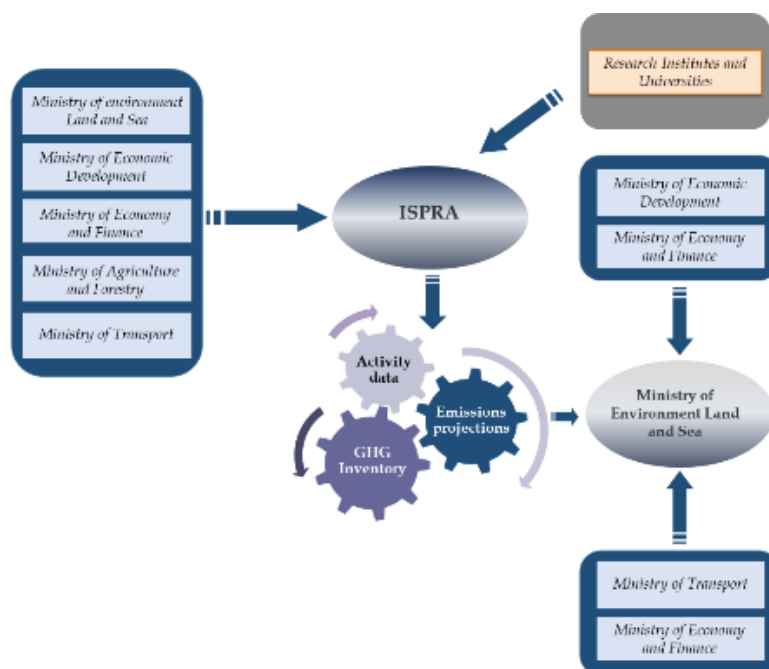 Research Institutes and
Universities
Ministry of environment
Land and Sea
Ministry of Economic
Development
Ministry of Economy
and Finance
Ministry of Agriculture
and Forestry
Ministry of Transport
ISPRA
Ministry of Economic
Development
Ministry of Economy
and Finance
Activity
data
Emissions
projections
GHG
Inventory
Ministry of
Environment Land
and Sea
Ministry of Transport
Ministry of Economy
and Finance